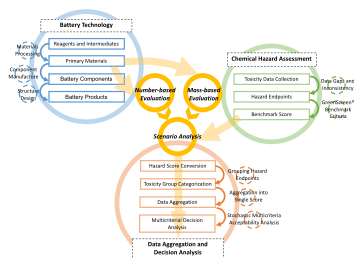 Battery Technology
Materials
Processing
Reagents and Intermediates
Primary Materials
Component
Manufacture
Battery Components
Structure
Design
Battery Products
Number-based
Evaluation
Mass-based
Evaluation
Scenario Analysis
Chemical Hazard Assessment
Toxicity Data Collection
Data Gaps and
Inconsistency
Hazard Endpoints
GreenScreen®
Benchmark
Criteria
Benchmark Score
Hazard Score Conversion
Grouping Hazard
Endpoints
Toxicity Group Categorization
Aggregation into
Single Score
Data Aggregation
Stochastic Multicriteria
Acceptability Analysis
Multicriterial Decision
Analysis
Data Aggregation and
Decision Analysis